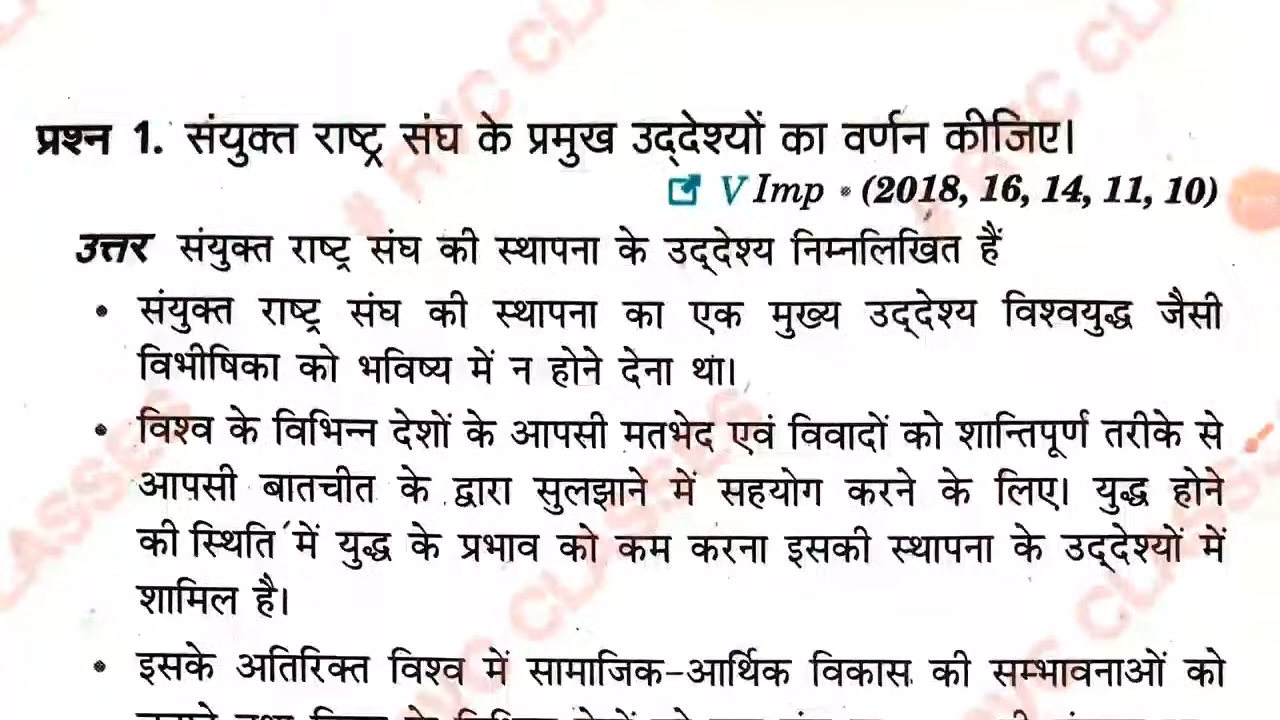 प्रश्न 1. संयुक्त राष्ट्र संघ के प्रमुख उद्देश्यों का वर्णन कीजिए।
V Imp • (2018, 16, 14, 11, 10)
उत्तर संयुक्त राष्ट्र संघ की स्थापना के उद्देश्य निम्नलिखित हैं
• संयुक्त राष्ट्र संघ की स्थापना का एक मुख्य उद्देश्य विश्वयुद्ध जैसी
विभीषिका को भविष्य में न होने देना था।
• विश्व के विभिन्न देशों के आपसी मतभेद एवं विवादों को शान्तिपूर्ण तरीके से
आपसी बातचीत के द्वारा सुलझाने में सहयोग करने के लिए। युद्ध होने
की स्थिति में युद्ध के प्रभाव को कम करना इसकी स्थापना के उद्देश्यों में
शामिल है।
• इसके अतिरिक्त विश्व में सामाजिक-आर्थिक विकास की सम्भावनाओं को